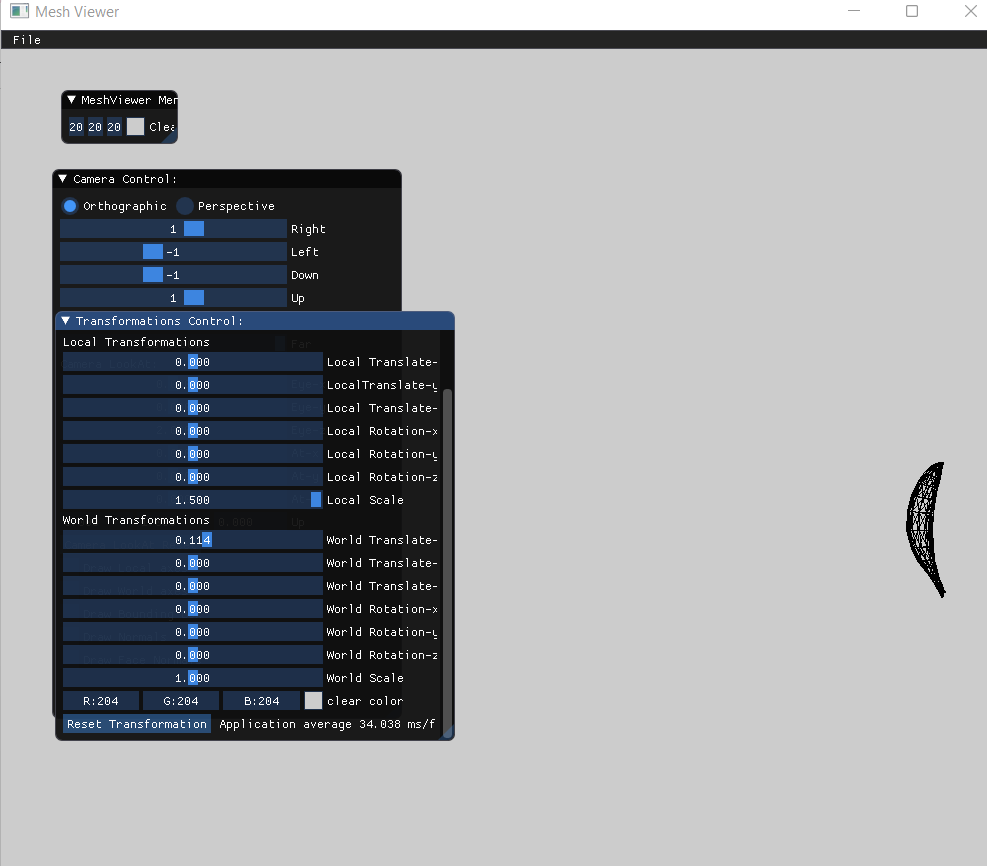 Mesh Viewer
File
MeshViewer Mer
20 20 20 Clea
Camera Control:
Orthographic Perspective
1 Right
-1 Left
-1 Down
1 Up
Transformations Control:
Local Transformations
0.000 Local Translate-
0.000 LocalTranslate-y
0.000 Local Translate-
0.000 Local Rotation-x
0.000 Local Rotation-y
0.000 Local Rotation-z
1.500 Local Scale
World Transformations
0.114 World Translate-
0.000 World Translate-
0.000 World Translate-
0.000 World Rotation-x
0.000 World Rotation-y
0.000 World Rotation-z
1.000 World Scale
R:204 G:204 B:204 clear color
Reset Transformation Application average 34.038 ms/f